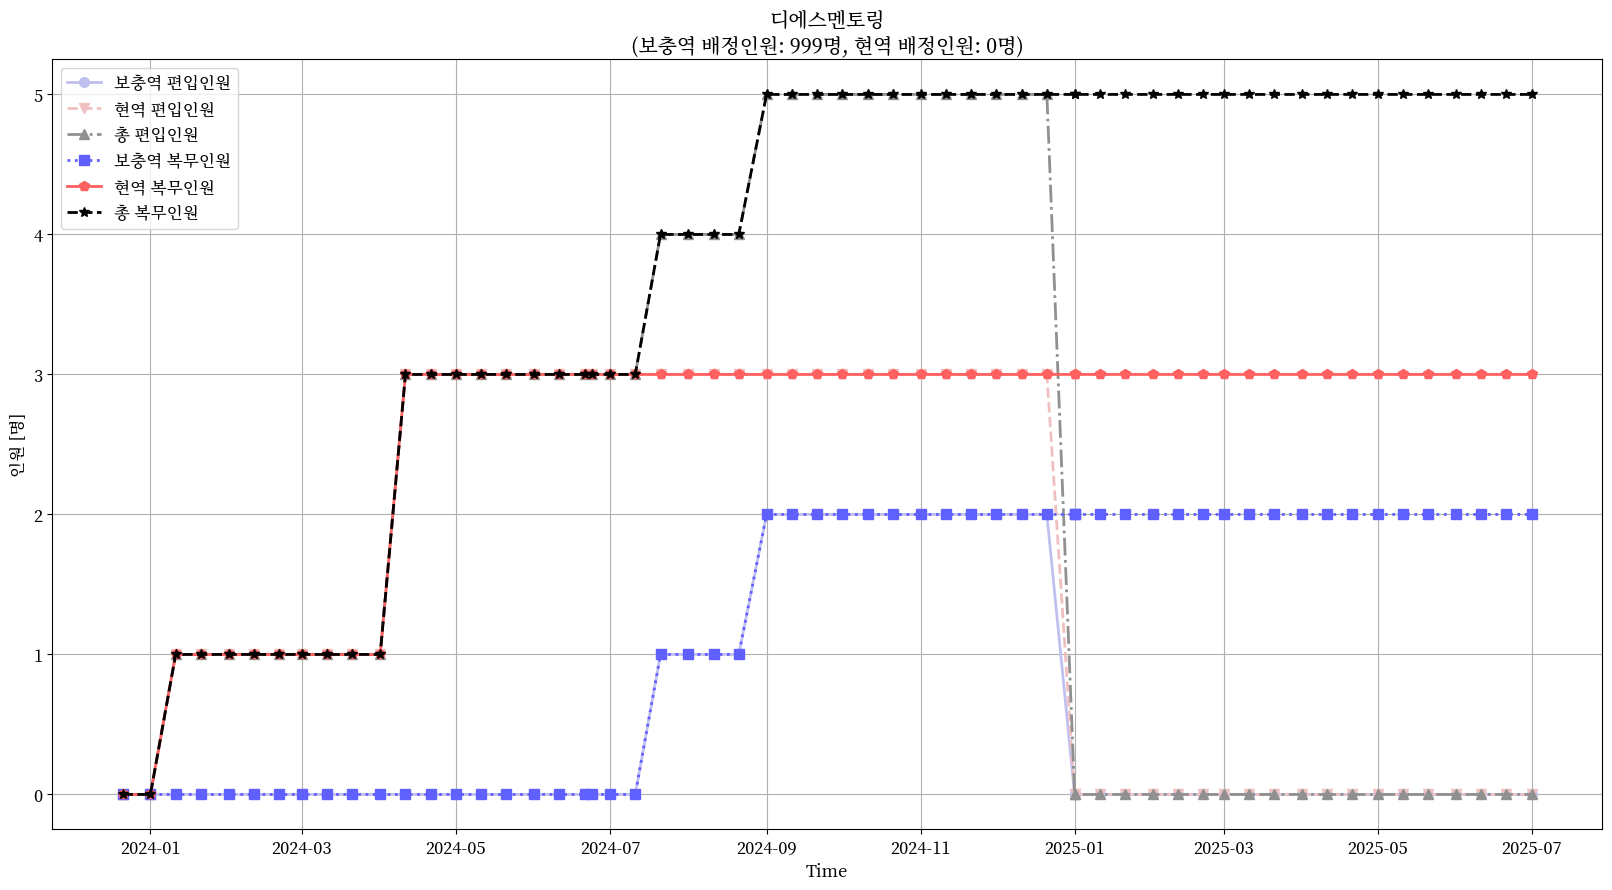 디에스멘토링
(보충역 배정인원: 999명, 현역 배정인원: 0명)
보충역 편입인원
현역 편입인원
총 편입인원
보충역 복무인원
현역 복무인원
총 복무인원
5
4
3
2
1
0
인원 [명]
2024-01 2024-03 2024-05 2024-07 2024-09 2024-11 2025-01 2025-03 2025-05 2025-07
Time